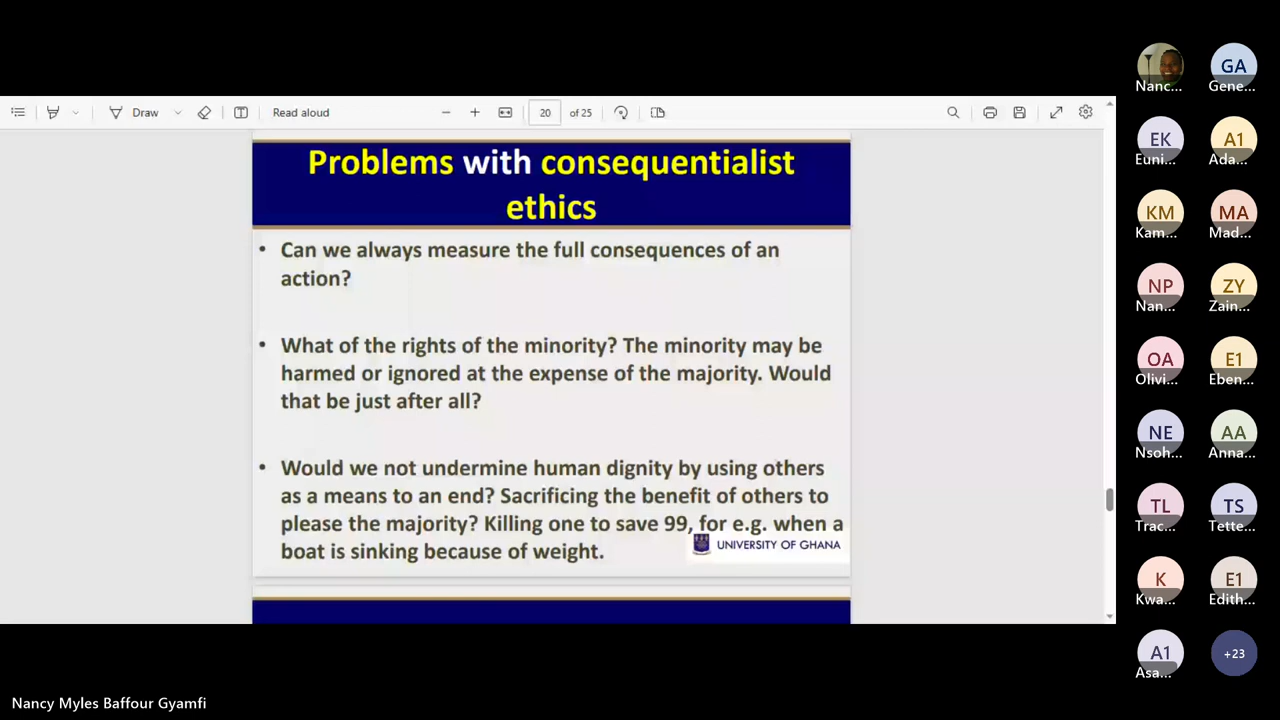 Draw
Read aloud
20
of 25
Problems with consequentialist
ethics
• Can we always measure the full consequences of an
action?
• What of the rights of the minority? The minority may be
harmed or ignored at the expense of the majority. Would
that be just after all?
• Would we not undermine human dignity by using others
as a means to an end? Sacrificing the benefit of others to
please the majority? Killing one to save 99, for e.g. when a
boat is sinking because of weight.
UNIVERSITY OF GHANA
Nanc...
GA
Gene...
EK
Euni...
A1
Ada...
KM
Kam...
MA
Mad...
NP
Nan...
ZY
Zain...
OA
Olivi...
E1
Eben...
NE
Nsoh...
AA
Anna...
TL
Trac...
TS
Tette...
K
Kwa...
E1
Edith...
A1
Asa...
+23
Nancy Myles Baffour Gyamfi